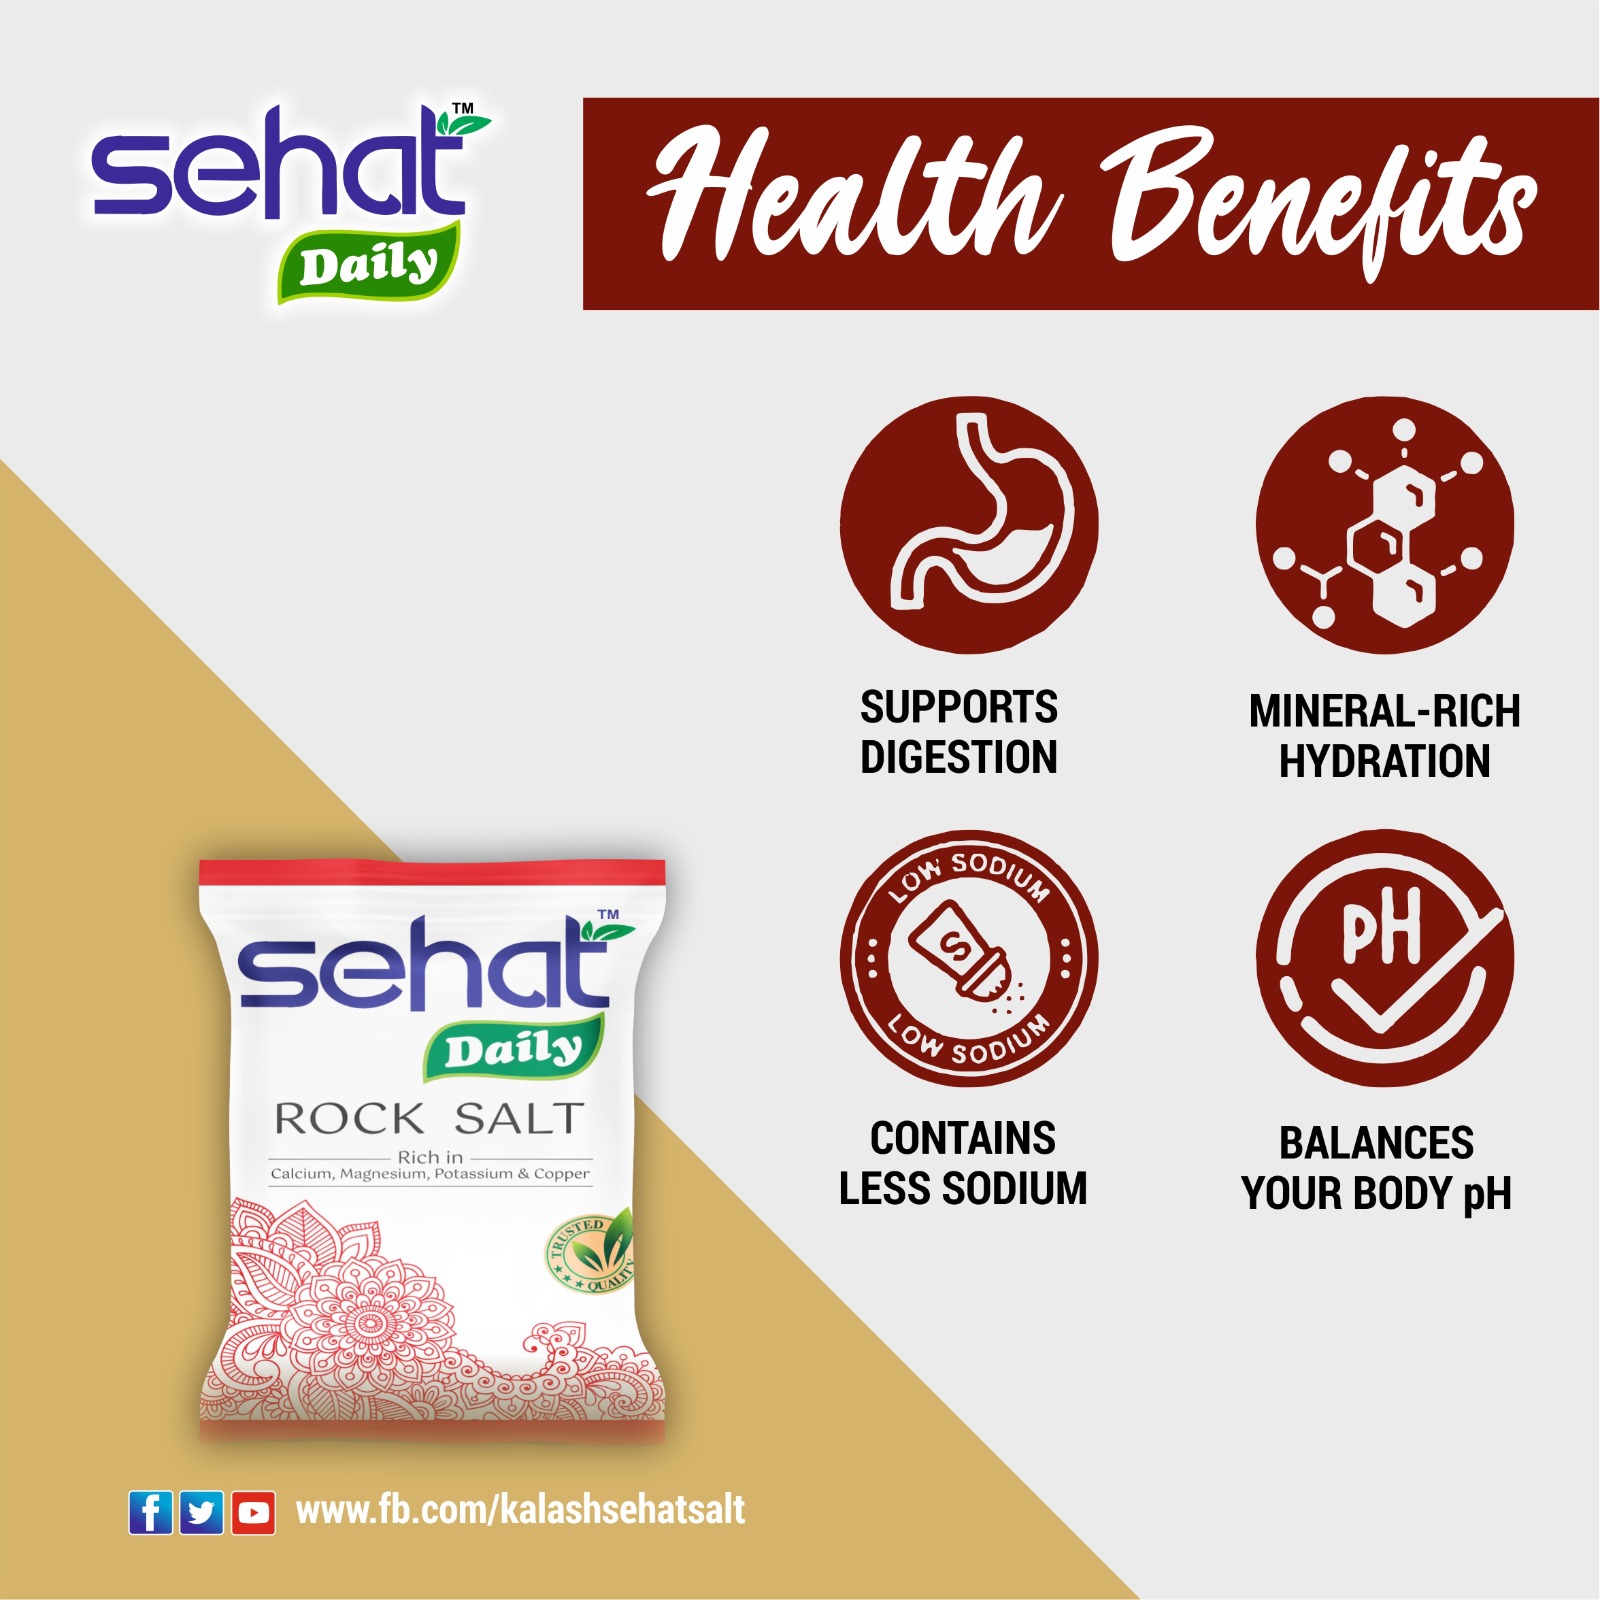 sehat™
Daily
Health Benefits
SUPPORTS
DIGESTION
MINERAL-RICH
HYDRATION
LOW SODIUM
S
LOW SODIUM
CONTAINS
LESS SODIUM
pH
BALANCES
YOUR BODY pH
sehat™
Daily
ROCK SALT
Rich in
Calcium, Magnesium, Potassium & Copper
TRUSTED
QUALITY
www.fb.com/kalashsehatsalt